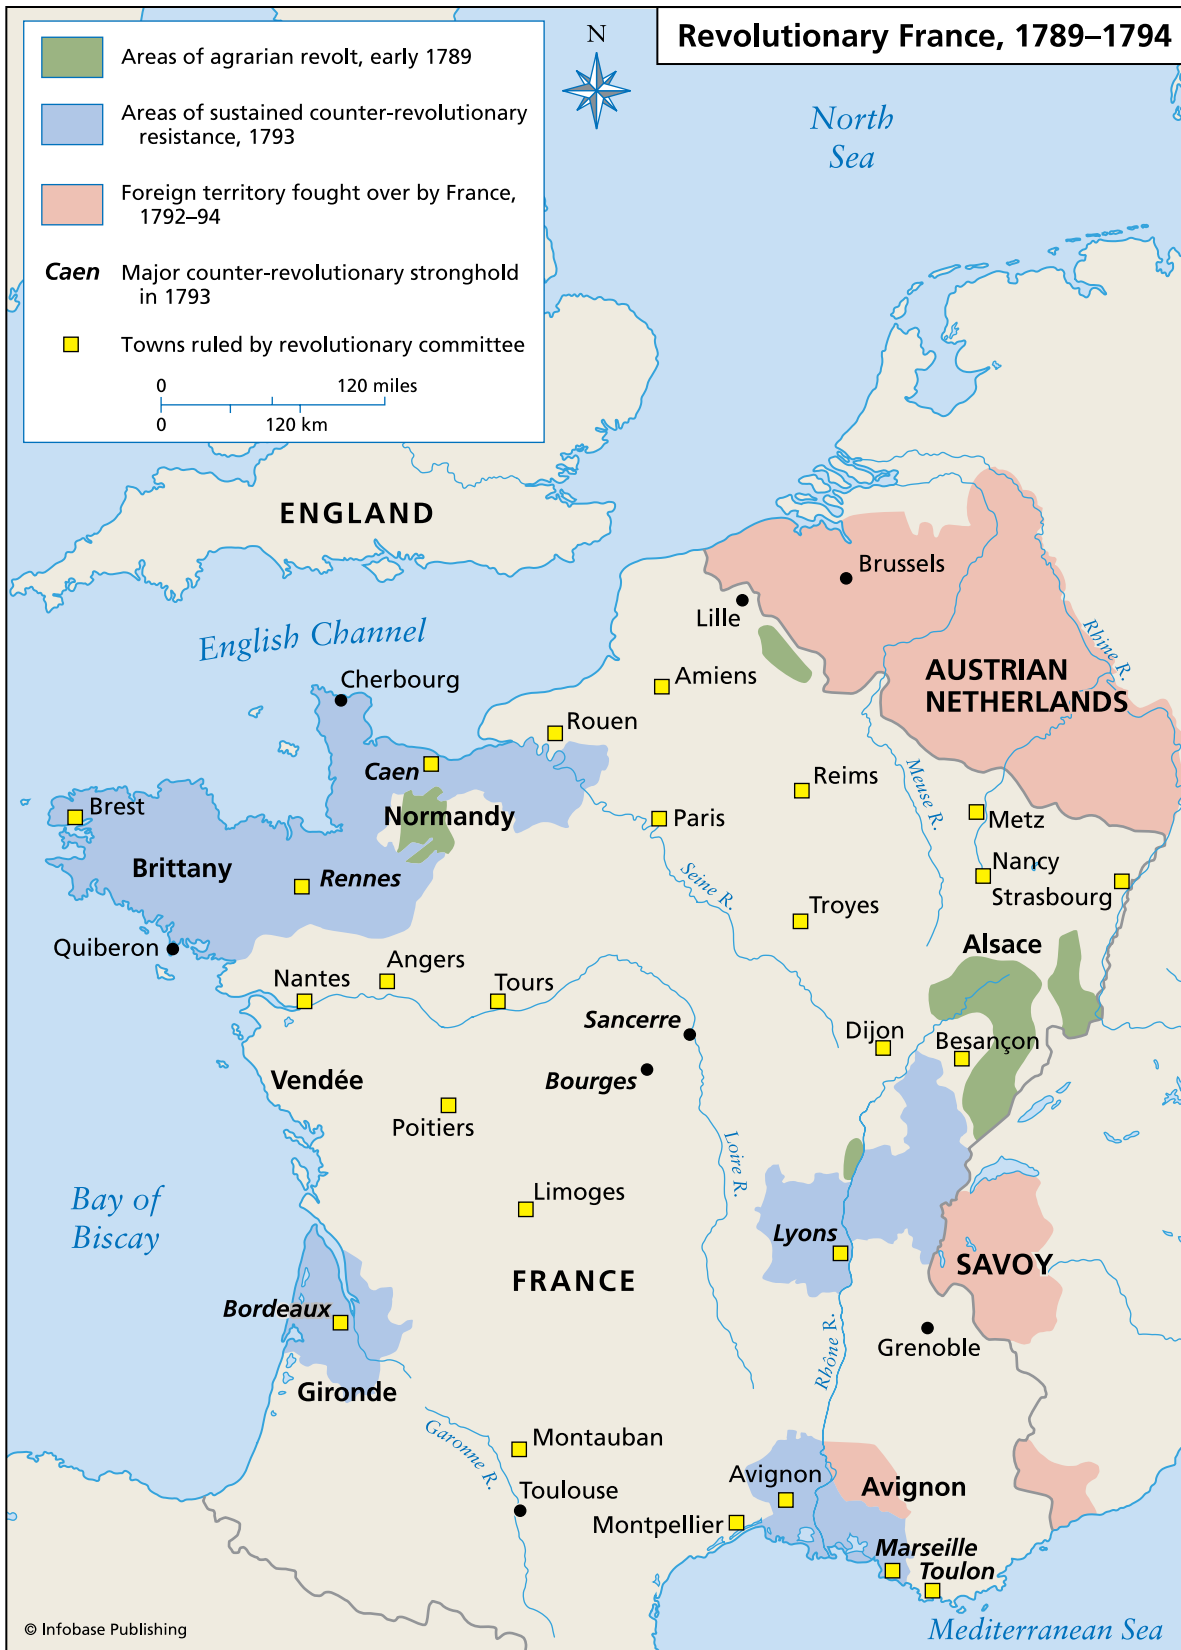 Revolutionary France, 1789–1794
Areas of agrarian revolt, early 1789
Areas of sustained counter-revolutionary
resistance, 1793
Foreign territory fought over by France,
1792–94
Caen Major counter-revolutionary stronghold
in 1793
Towns ruled by revolutionary committee
0 120 miles
0 120 km
N
North
Sea
ENGLAND
English Channel
Brussels
Lille
Rhine R.
AUSTRIAN
NETHERLANDS
Cherbourg
Amiens
Rouen
Caen
Reims
Meuse R.
Brest
Normandy
Paris
Metz
Brittany
Rennes
Seine R.
Nancy
Strasbourg
Troyes
Quiberon
Alsace
Angers
Nantes
Tours
Sancerre
Dijon
Besançon
Vendée
Bourges
Poitiers
Loire R.
Bay of
Biscay
Limoges
Lyons
FRANCE
SAVOY
Bordeaux
Rhône R.
Grenoble
Gironde
Garonne R.
Montauban
Avignon
Avignon
Toulouse
Montpellier
Marseille
Toulon
© Infobase Publishing
Mediterranean Sea